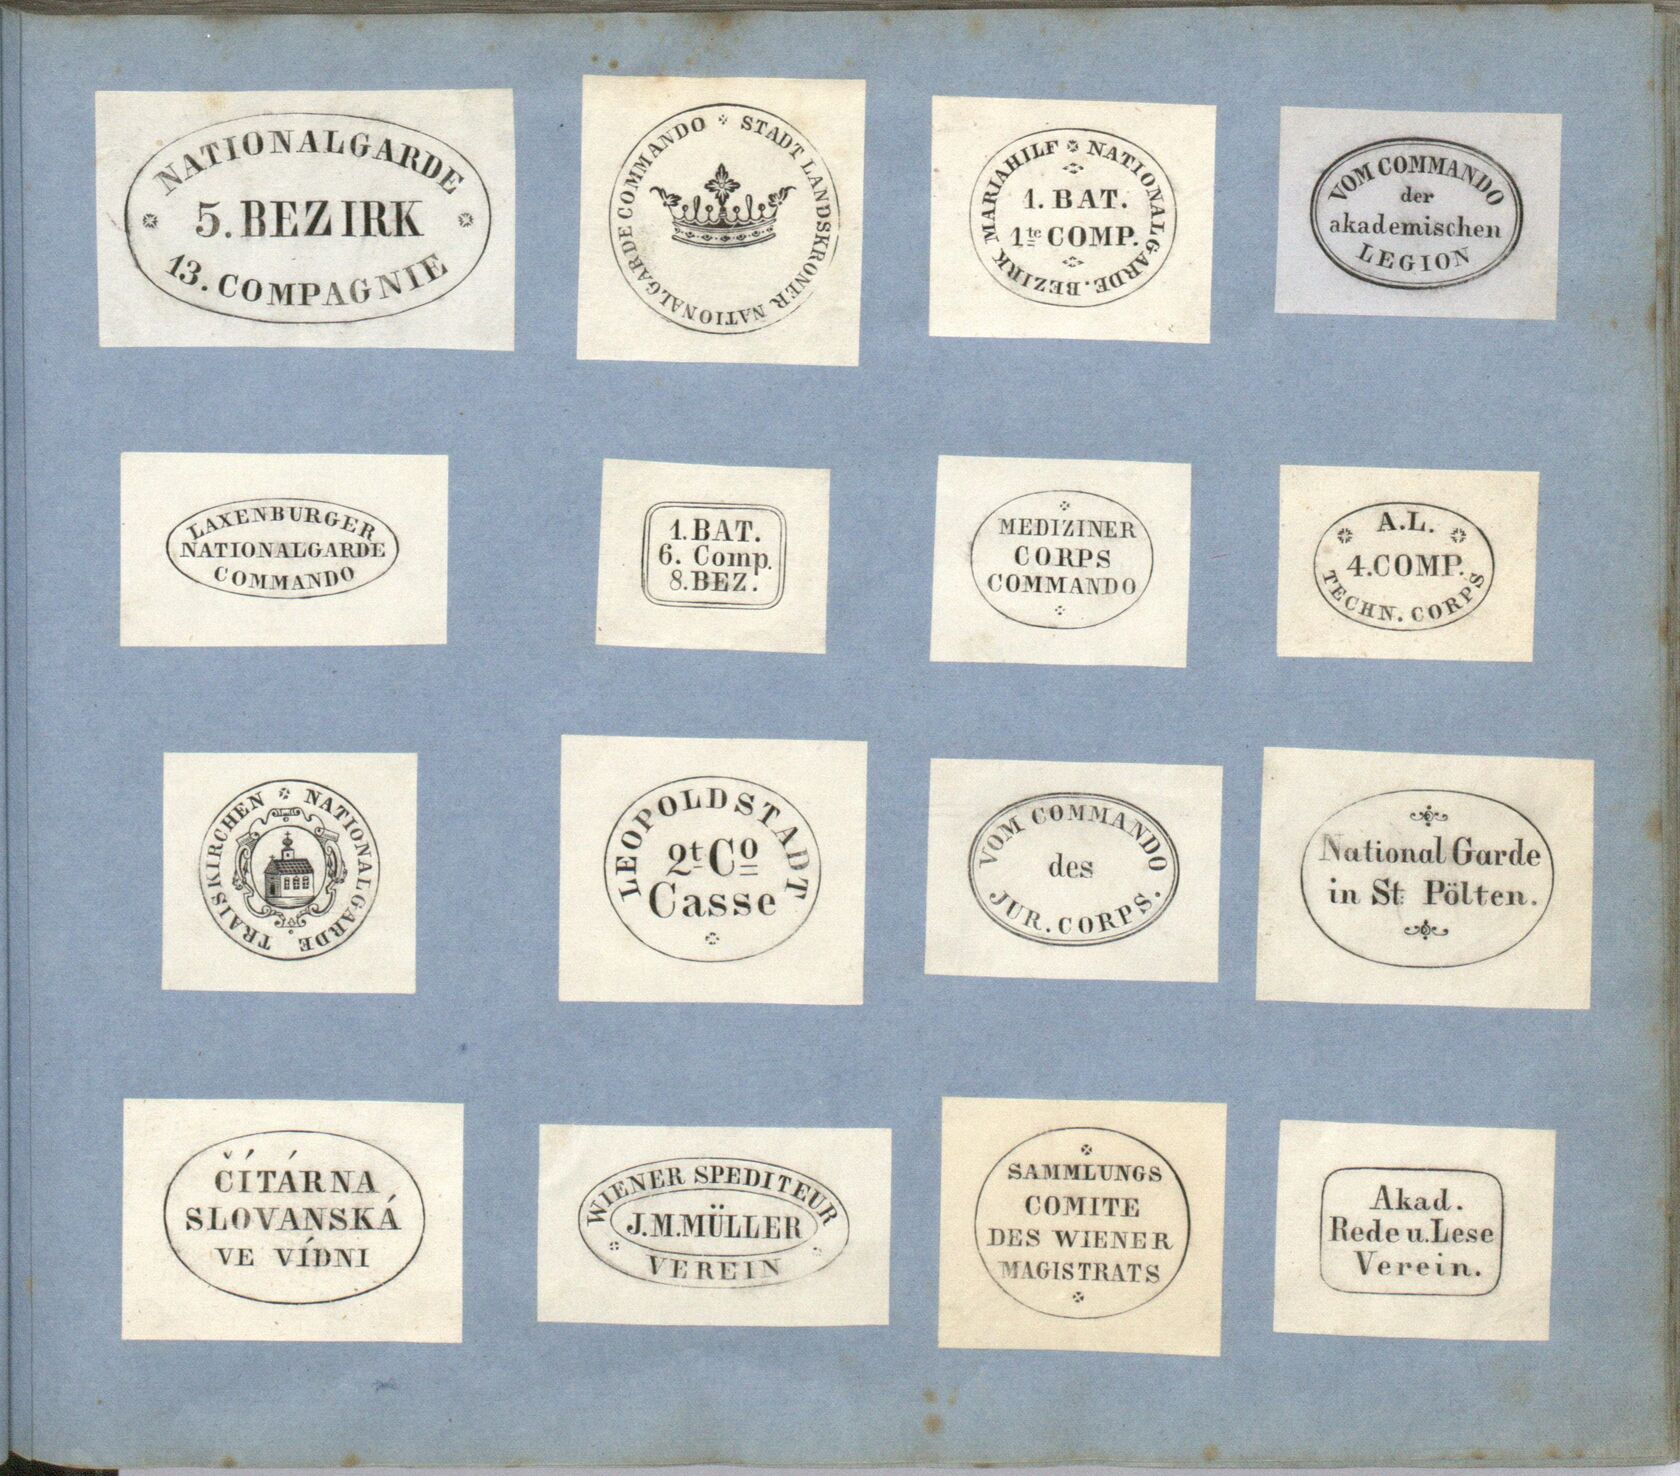 NATIONALGARDE
5. BEZIRK
13. COMPAGNIE
STADT LANDSKRONER NATIONALGARDE COMMANDO
MARIAHILF NATIONALGARDE. BEZIRK
1. BAT.
1te COMP.
VOM COMMANDO
der
akademischen
LEGION
LAXENBURGER
NATIONALGARDE
COMMANDO
1. BAT.
6. Comp.
8. BEZ.
MEDIZINER
CORPS
COMMANDO
A. L.
4. COMP.
TECHN. CORPS
TRAISKIRCHEN NATIONALGARDE
LEOPOLDSTADT
2t Co
Casse
VOM COMMANDO
des
JUR. CORPS.
National Garde
in St: Pölten.
ČÍTÁRNA
SLOVANSKÁ
VE VÍDNI
WIENER SPEDITEUR
J. M. MÜLLER
VEREIN
SAMMLUNGS
COMITE
DES WIENER
MAGISTRATS
Akad.
Rede u. Lese
Verein.